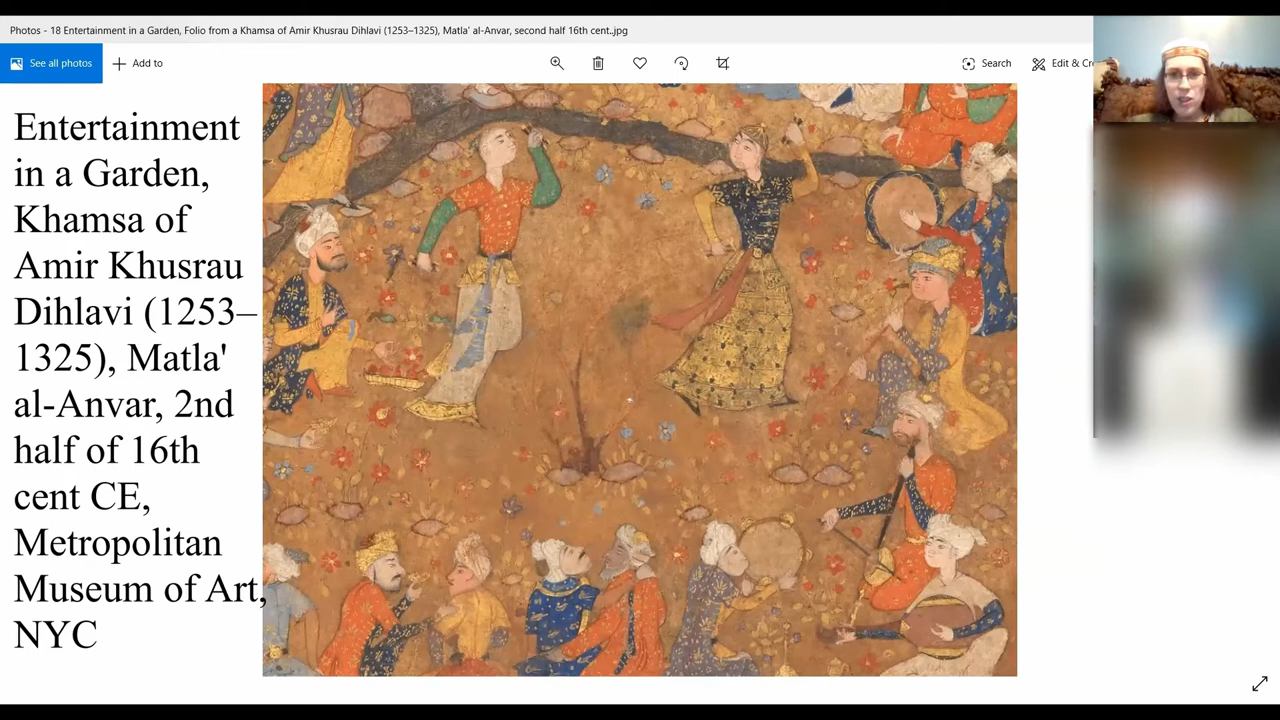 Photos - 18 Entertainment in a Garden, Folio from a Khamsa of Amir Khusrau Dihlavi (1253–1325), Matla' al-Anvar, second half 16th cent..jpg
See all photos
Add to
Search
Edit & Cr
Entertainment
in a Garden,
Khamsa of
Amir Khusrau
Dihlavi (1253–
1325), Matla'
al-Anvar, 2nd
half of 16th
cent CE,
Metropolitan
Museum of Art,
NYC